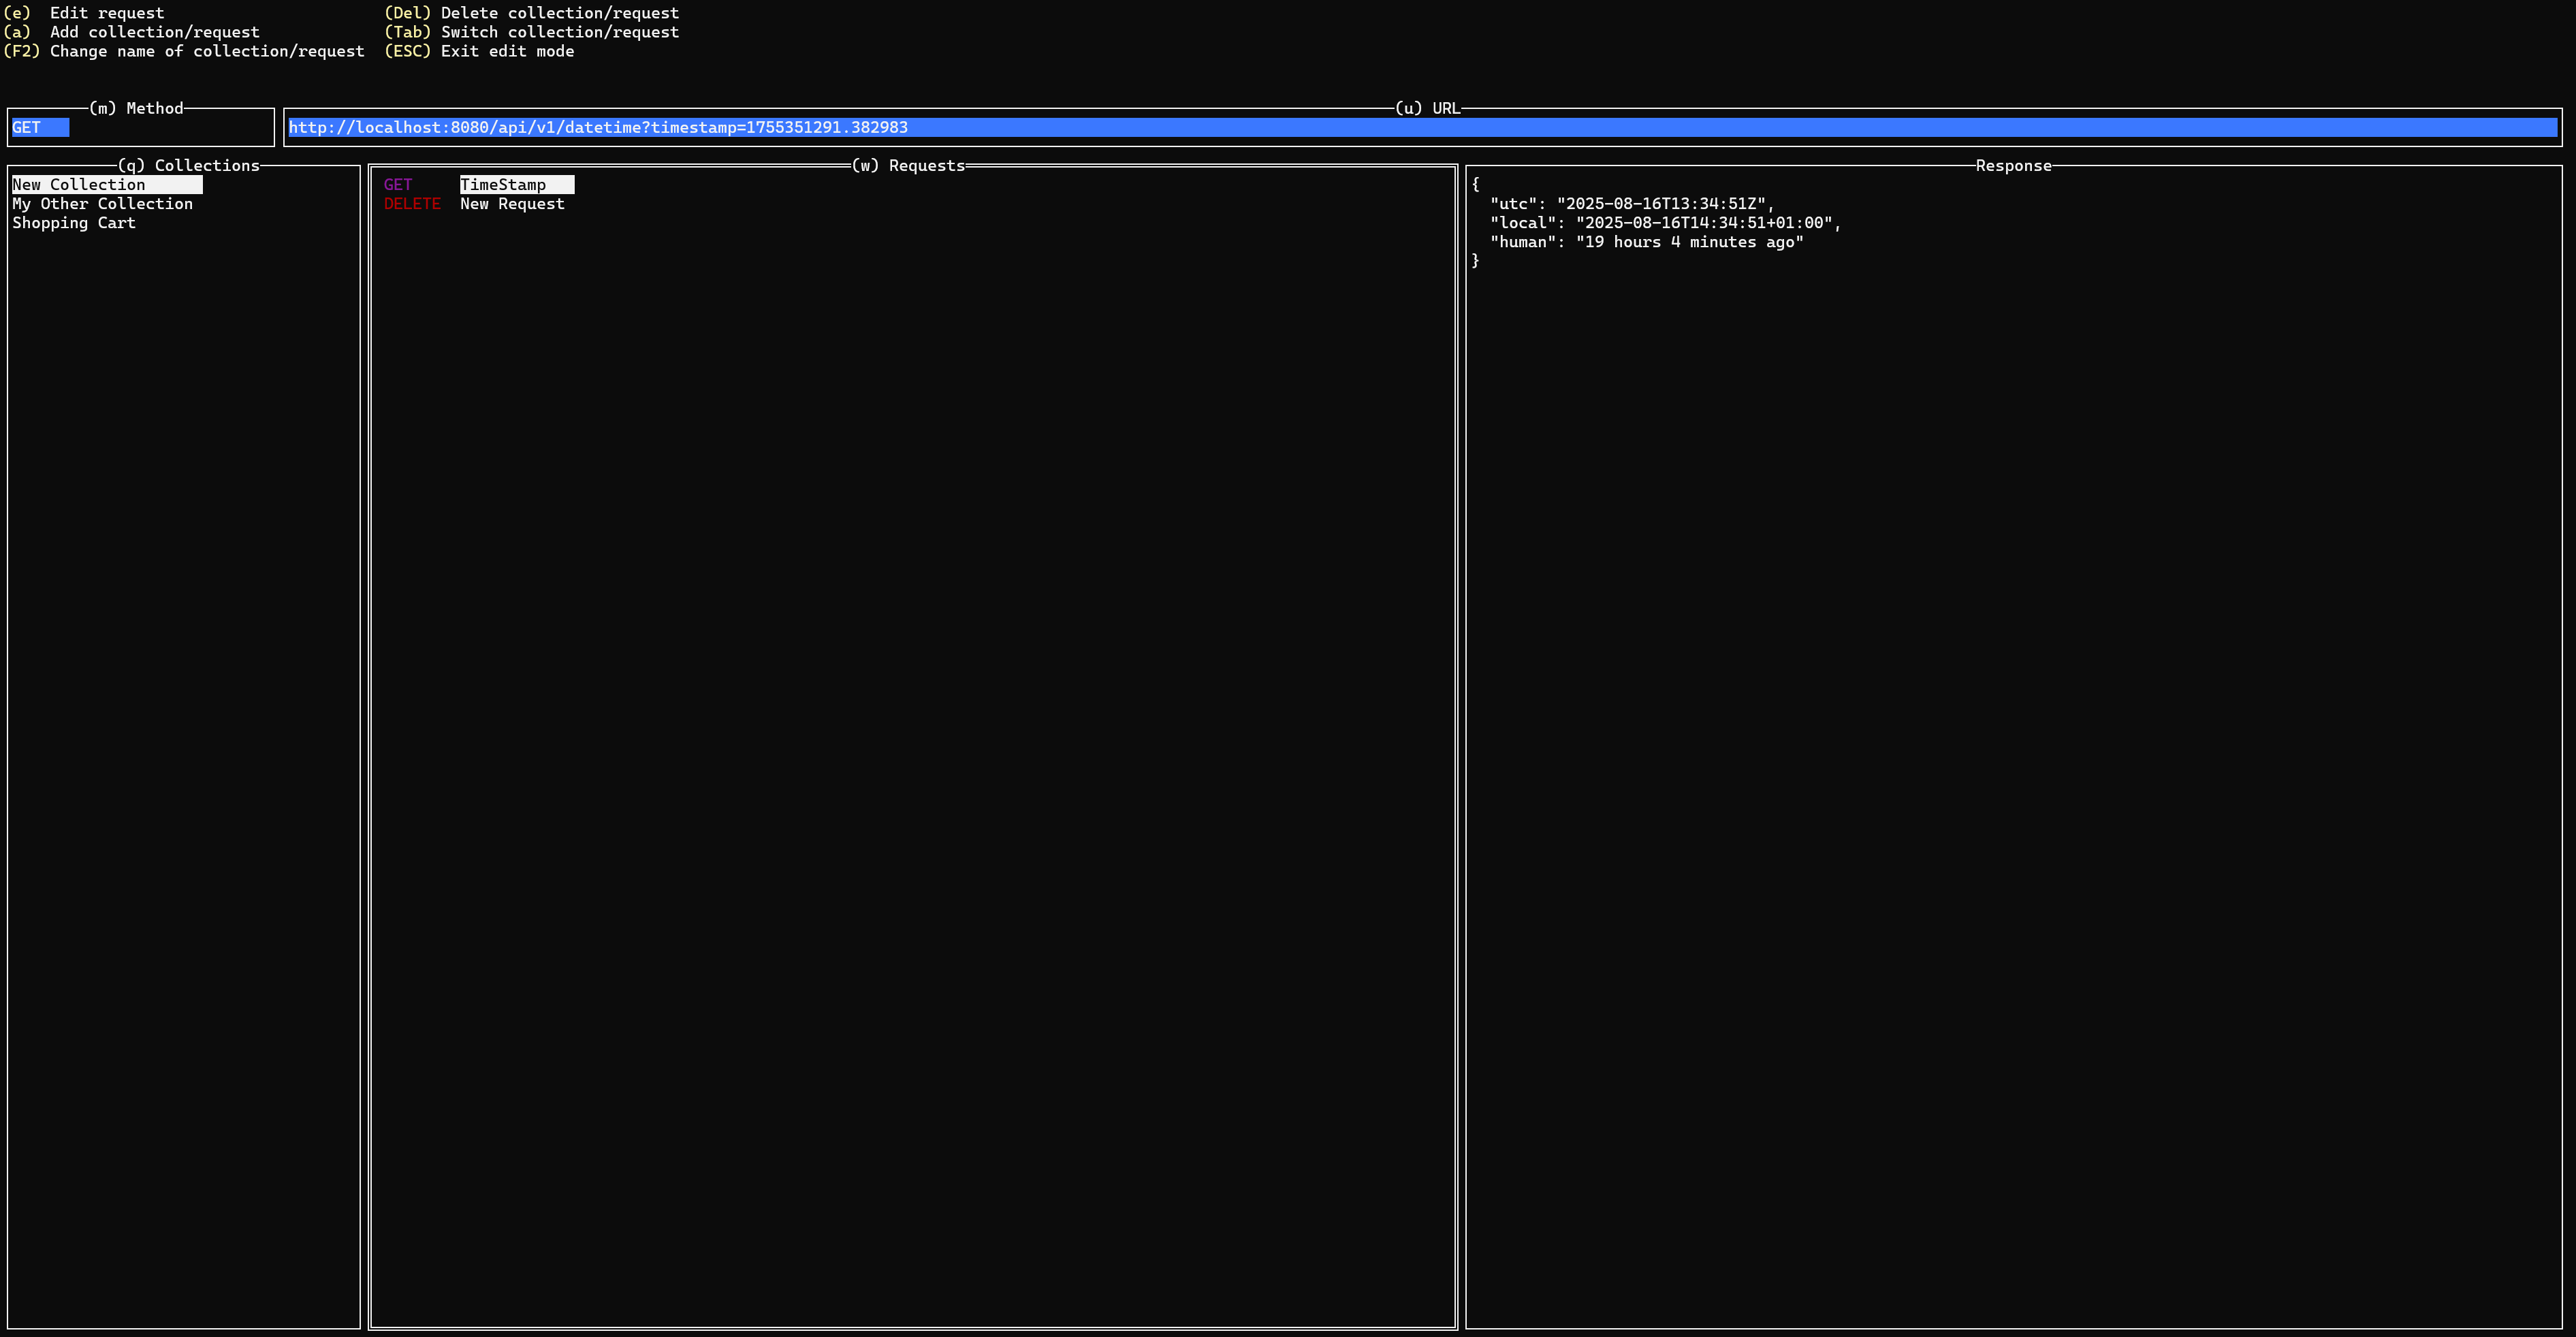 (e) Edit request (Del) Delete collection/request
(a) Add collection/request (Tab) Switch collection/request
(F2) Change name of collection/request (ESC) Exit edit mode
(m) Method (u) URL
GET http://localhost:8080/api/v1/datetime?timestamp=1755351291.382983
(q) Collections
New Collection
My Other Collection
Shopping Cart
(w) Requests
GET TimeStamp
DELETE New Request
Response
{
"utc": "2025-08-16T13:34:51Z",
"local": "2025-08-16T14:34:51+01:00",
"human": "19 hours 4 minutes ago"
}